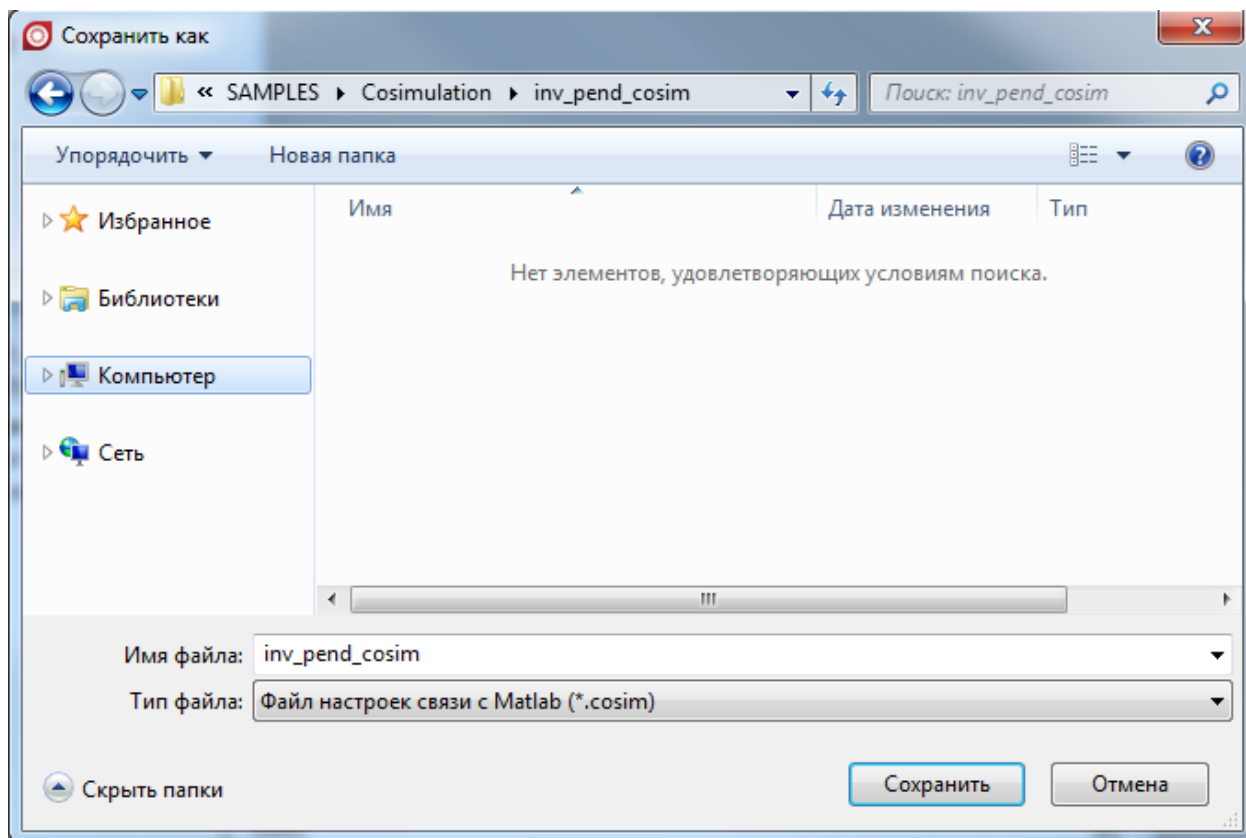 Сохранить как
« SAMPLES Cosimulation inv_pend_cosim Поиск: inv_pend_cosim
Упорядочить Новая папка
Имя Дата изменения Тип
Избранное
Нет элементов, удовлетворяющих условиям поиска.
Библиотеки
Компьютер
Сеть
Имя файла: inv_pend_cosim
Тип файла: Файл настроек связи с Matlab (*.cosim)
Скрыть папки Сохранить Отмена